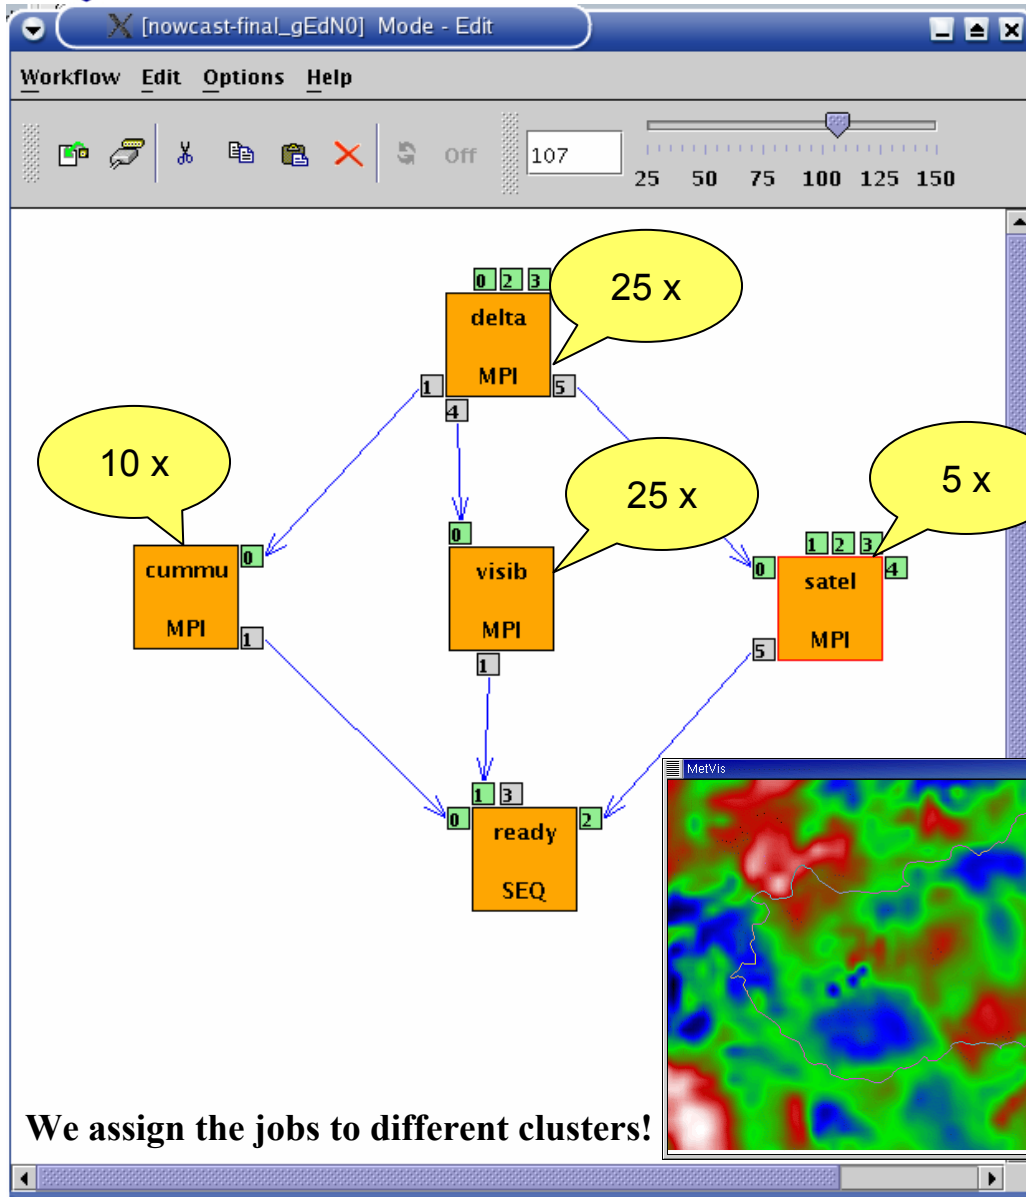 [nowcast-final_gEdN0] Mode - Edit
Workflow Edit Options Help
Off 107
25 50 75 100 125 150
0 2 3
25 x
delta
MPI
1 5
4
10 x
25 x
5 x
0
cummu
MPI
1
0
visib
MPI
1
1 2 3
0 4
satel
MPI
5
1 3
0 2
ready
SEQ
MetVis
We assign the jobs to different clusters!